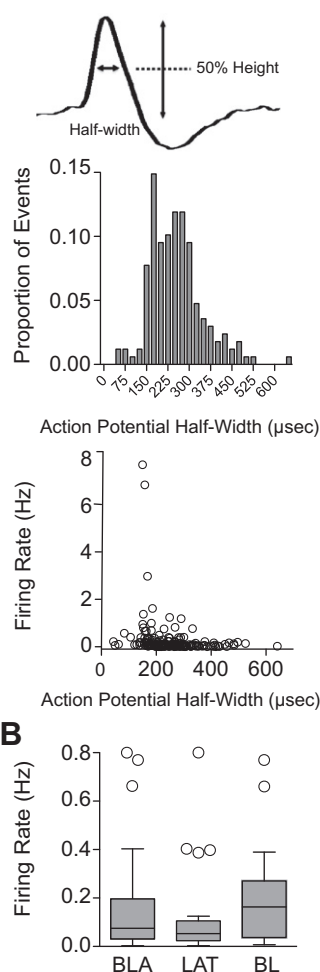 50% Height
Half-width
Proportion of Events
0.15
0.10
0.05
0.00
0 75 150 225 300 375 450 525 600
Action Potential Half-Width (μsec)
Firing Rate (Hz)
8
6
4
2
0
0 200 400 600
Action Potential Half-Width (μsec)
B
Firing Rate (Hz)
0.8
0.6
0.4
0.2
0.0
BLA LAT BL